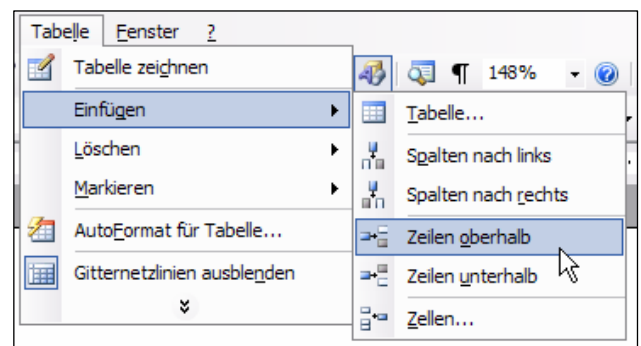 Tabelle Fenster ?
Tabelle zeichnen
148%
Einfügen
Löschen
Markieren
AutoFormat für Tabelle...
Gitternetzlinien ausblenden
Tabelle...
Spalten nach links
Spalten nach rechts
Zeilen oberhalb
Zeilen unterhalb
Zellen...